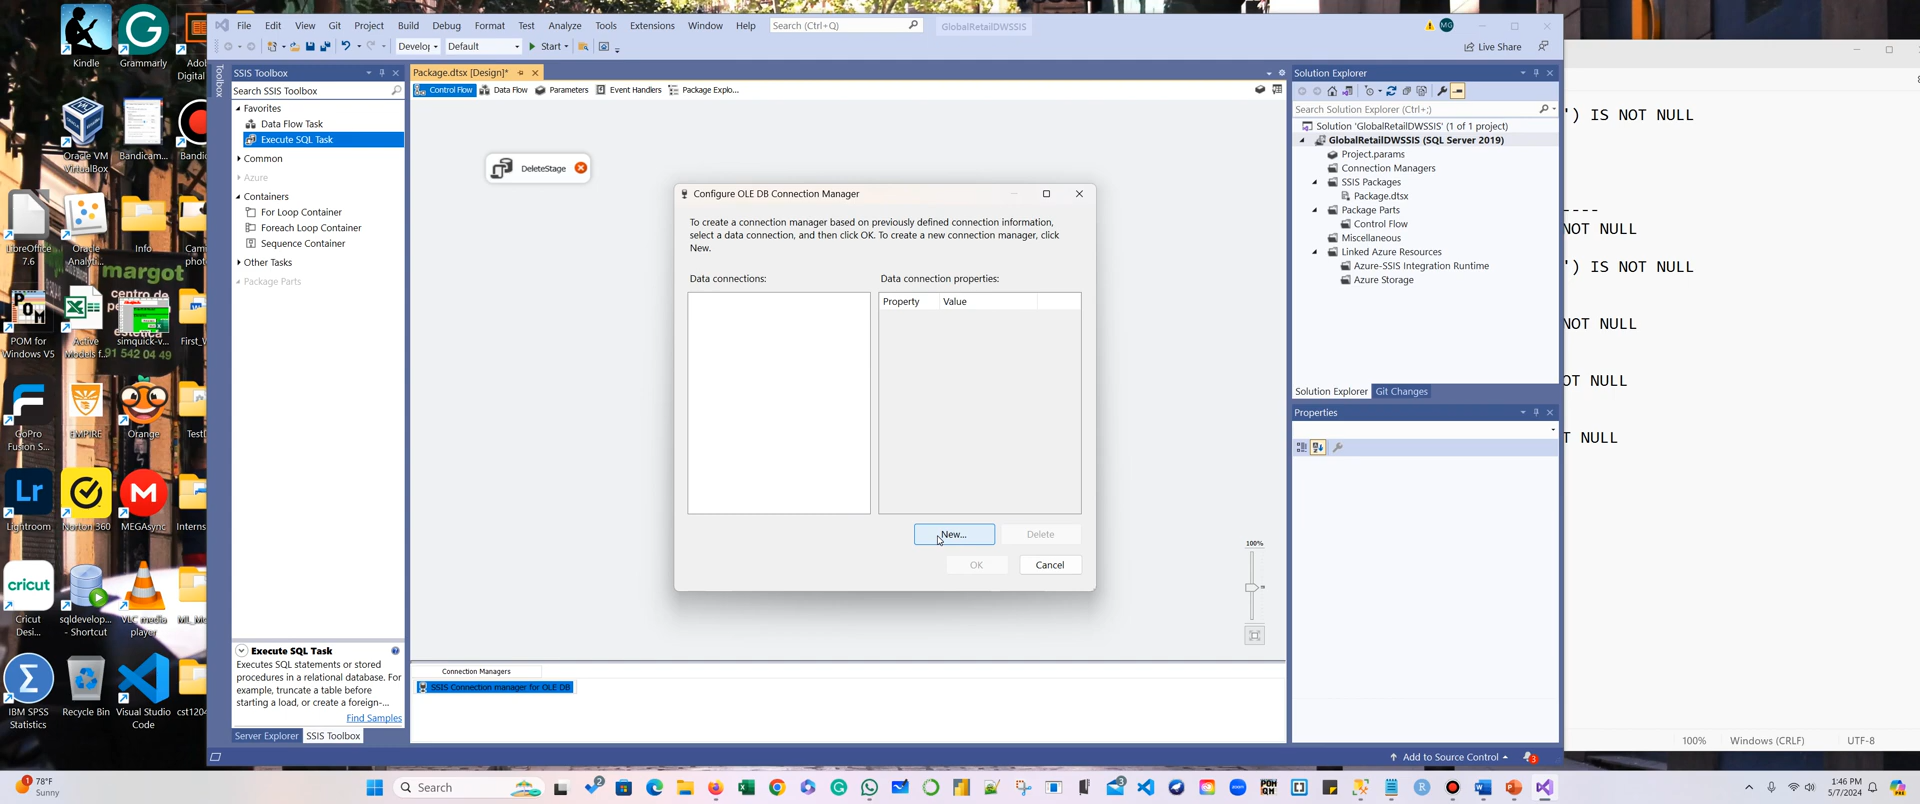 File Edit View Git Project Build Debug Format Test Analyze Tools Extensions Window Help Search (Ctrl+Q) GlobalRetailDWSSIS MG
Develop Default Start Live Share
Kindle
Grammarly
Digital
Oracle VM
VirtualBox
Bandicam...
LibreOffice
7.6
Oracle
Analyti...
Info
Cam
phot
margot
centro de
estética
91 542 04 49
POM for
Windows V5
Active
Models f...
simquick-v...
First_W
GoPro
Fusion S...
EMPIRE
Orange
Lightroom
Norton 360
MEGAsync
Interns
Cricut
Desi...
sqldevelop...
- Shortcut
VLC media
player
IBM SPSS
Statistics
Recycle Bin
Visual Studio
Code
cst1204
Toolbox
SSIS Toolbox
Search SSIS Toolbox
Favorites
Data Flow Task
Execute SQL Task
Common
Azure
Containers
For Loop Container
Foreach Loop Container
Sequence Container
Other Tasks
Package Parts
Execute SQL Task
Executes SQL statements or stored
procedures in a relational database. For
example, truncate a table before
starting a load, or create a foreign-...
Find Samples
Server Explorer SSIS Toolbox
Package.dtsx [Design]*
Control Flow Data Flow Parameters Event Handlers Package Explo...
DeleteStage
Configure OLE DB Connection Manager
To create a connection manager based on previously defined connection information,
select a data connection, and then click OK. To create a new connection manager, click
New.
Data connections: Data connection properties:
Property Value
New... Delete
OK Cancel
100%
Connection Managers
SSIS Connection manager for OLE DB
Solution Explorer
Search Solution Explorer (Ctrl+;)
Solution 'GlobalRetailDWSSIS' (1 of 1 project)
GlobalRetailDWSSIS (SQL Server 2019)
Project.params
Connection Managers
SSIS Packages
Package.dtsx
Package Parts
Control Flow
Miscellaneous
Linked Azure Resources
Azure-SSIS Integration Runtime
Azure Storage
Solution Explorer Git Changes
Properties
Add to Source Control 3
') IS NOT NULL
----
NOT NULL
') IS NOT NULL
NOT NULL
OT NULL
T NULL
100% Windows (CRLF) UTF-8
1 78°F
Sunny
Search
2
3
1:46 PM
5/7/2024